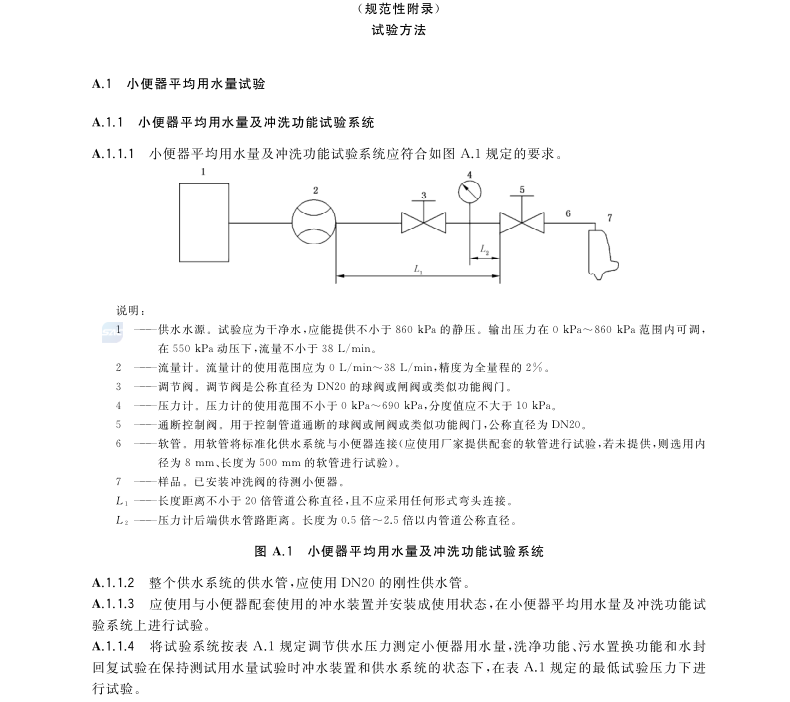 （规范性附录）
试验方法
A.1　小便器平均用水量试验
A.1.1　小便器平均用水量及冲洗功能试验系统
A.1.1.1　小便器平均用水量及冲洗功能试验系统应符合如图 A.1 规定的要求。
1
2
3
4
5
6
7
L₂
L₁
说明：
1　——供水水源。试验应为干净水，应能提供不小于 860 kPa 的静压。输出压力在 0 kPa～860 kPa 范围内可调，
在 550 kPa 动压下，流量不小于 38 L/min。
2　——流量计。流量计的使用范围应为 0 L/min～38 L/min，精度为全量程的 2%。
3　——调节阀。调节阀是公称直径为 DN20 的球阀或闸阀或类似功能阀门。
4　——压力计。压力计的使用范围不小于 0 kPa～690 kPa，分度值应不大于 10 kPa。
5　——通断控制阀。用于控制管道通断的球阀或闸阀或类似功能阀门，公称直径为 DN20。
6　——软管。用软管将标准化供水系统与小便器连接（应使用厂家提供配套的软管进行试验，若未提供，则选用内
径为 8 mm、长度为 500 mm 的软管进行试验）。
7　——样品。已安装冲洗阀的待测小便器。
L₁　——长度距离不小于 20 倍管道公称直径，且不应采用任何形式弯头连接。
L₂　——压力计后端供水管路距离。长度为 0.5 倍～2.5 倍以内管道公称直径。
图 A.1　小便器平均用水量及冲洗功能试验系统
A.1.1.2　整个供水系统的供水管，应使用 DN20 的刚性供水管。
A.1.1.3　应使用与小便器配套使用的冲水装置并安装成使用状态，在小便器平均用水量及冲洗功能试
验系统上进行试验。
A.1.1.4　将试验系统按表 A.1 规定调节供水压力测定小便器用水量，洗净功能、污水置换功能和水封
回复试验在保持测试用水量试验时冲水装置和供水系统的状态下，在表 A.1 规定的最低试验压力下进
行试验。